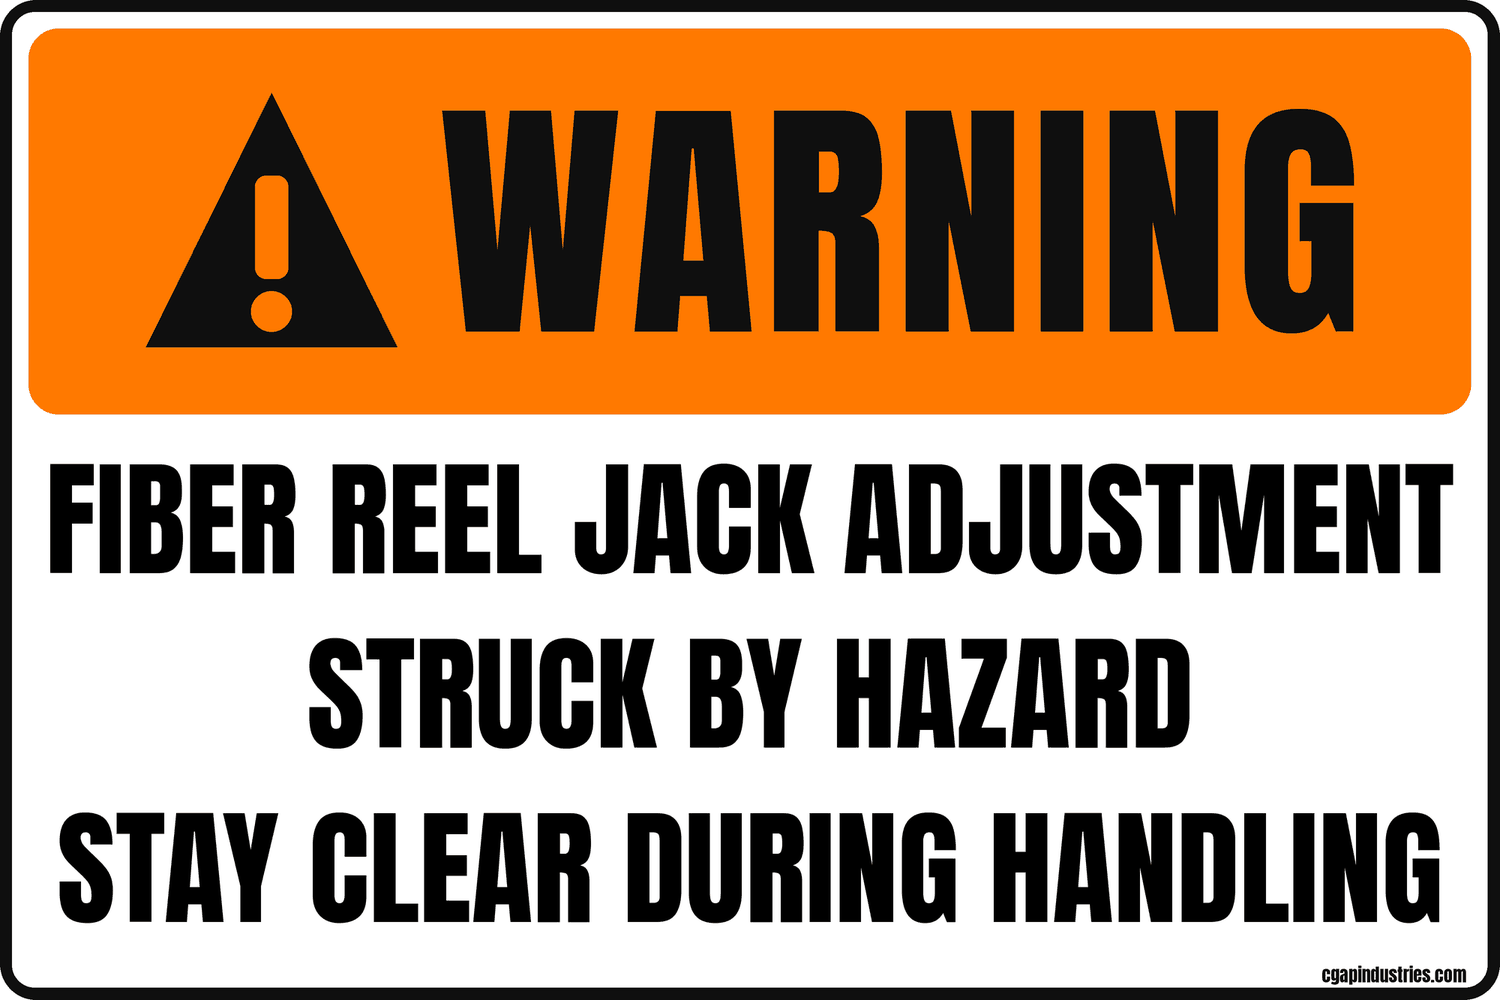 WARNING
FIBER REEL JACK ADJUSTMENT
STRUCK BY HAZARD
STAY CLEAR DURING HANDLING
cgapindustries.com